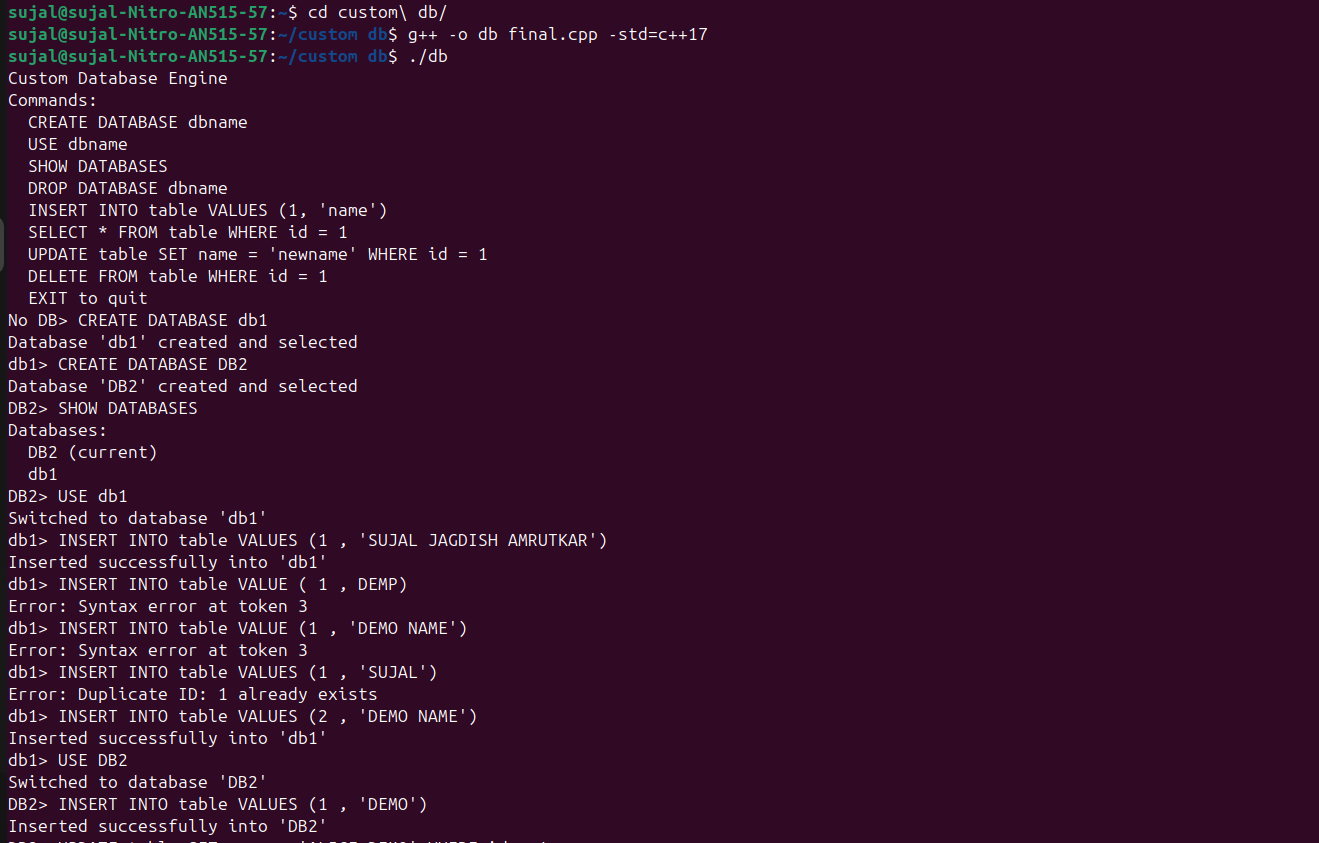 sujal@sujal-Nitro-AN515-57:~$ cd custom\ db/
sujal@sujal-Nitro-AN515-57:~/custom db$ g++ -o db final.cpp -std=c++17
sujal@sujal-Nitro-AN515-57:~/custom db$ ./db
Custom Database Engine
Commands:
  CREATE DATABASE dbname
  USE dbname
  SHOW DATABASES
  DROP DATABASE dbname
  INSERT INTO table VALUES (1, 'name')
  SELECT * FROM table WHERE id = 1
  UPDATE table SET name = 'newname' WHERE id = 1
  DELETE FROM table WHERE id = 1
  EXIT to quit
No DB> CREATE DATABASE db1
Database 'db1' created and selected
db1> CREATE DATABASE DB2
Database 'DB2' created and selected
DB2> SHOW DATABASES
Databases:
  DB2 (current)
  db1
DB2> USE db1
Switched to database 'db1'
db1> INSERT INTO table VALUES (1 , 'SUJAL JAGDISH AMRUTKAR')
Inserted successfully into 'db1'
db1> INSERT INTO table VALUE ( 1 , DEMP)
Error: Syntax error at token 3
db1> INSERT INTO table VALUE (1 , 'DEMO NAME')
Error: Syntax error at token 3
db1> INSERT INTO table VALUES (1 , 'SUJAL')
Error: Duplicate ID: 1 already exists
db1> INSERT INTO table VALUES (2 , 'DEMO NAME')
Inserted successfully into 'db1'
db1> USE DB2
Switched to database 'DB2'
DB2> INSERT INTO table VALUES (1 , 'DEMO')
Inserted successfully into 'DB2'